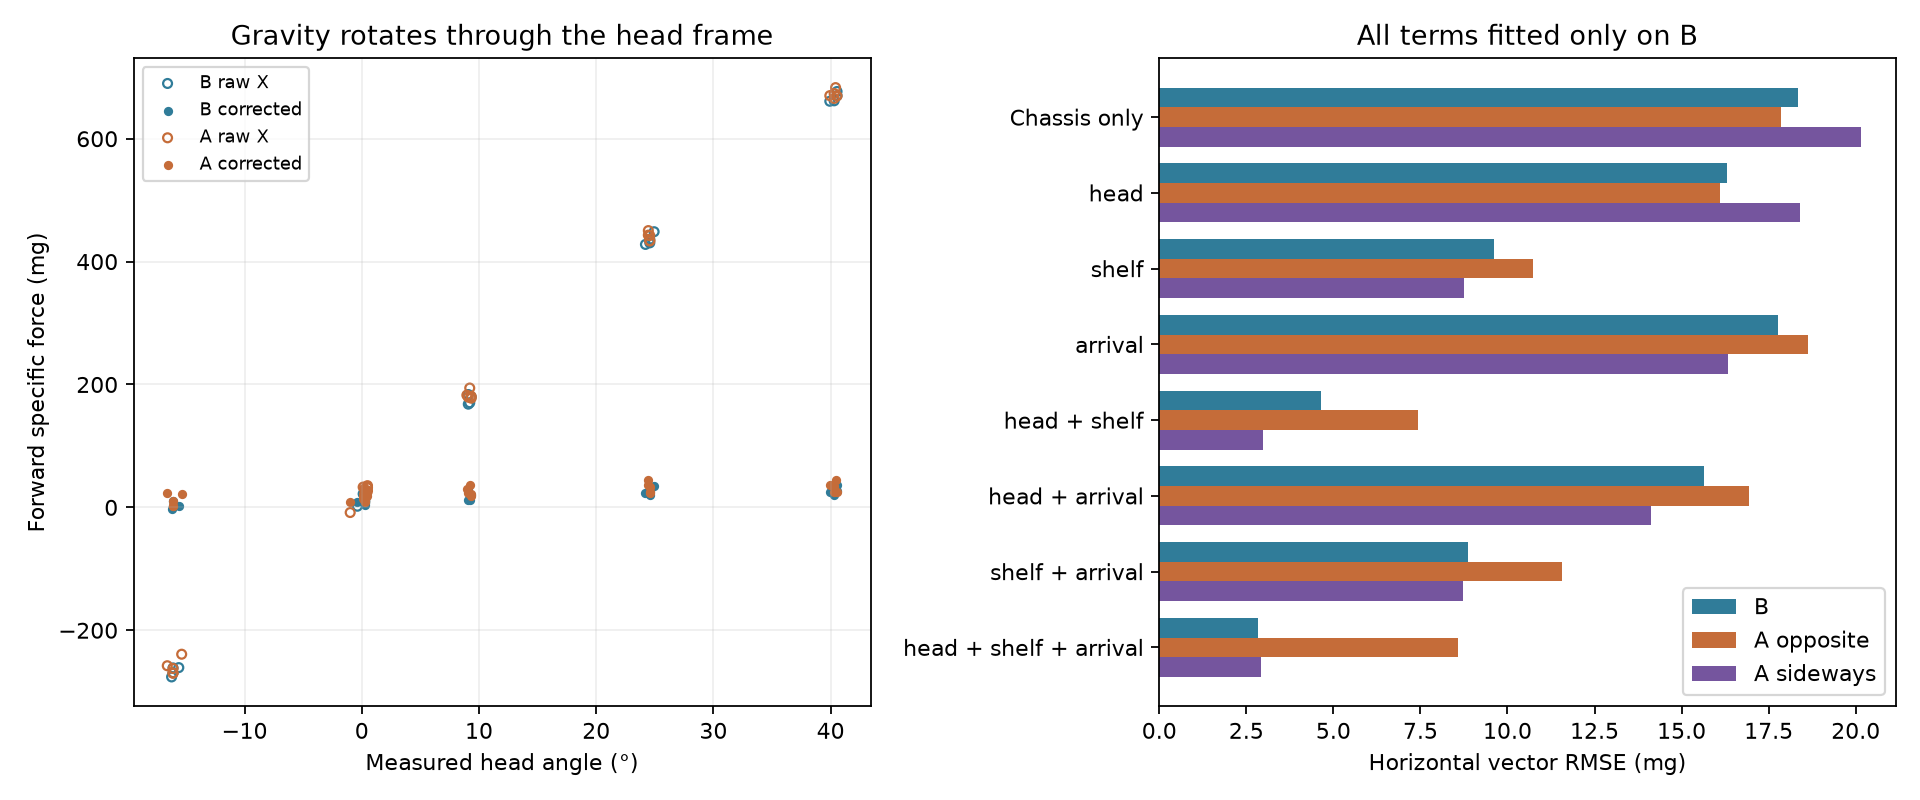 Gravity rotates through the head frame
B raw X
B corrected
A raw X
A corrected
600
400
200
0
−200
−10
0
10
20
30
40
Measured head angle (°)
Forward specific force (mg)
All terms fitted only on B
Chassis only
head
shelf
arrival
head + shelf
head + arrival
shelf + arrival
head + shelf + arrival
B
A opposite
A sideways
0.0
2.5
5.0
7.5
10.0
12.5
15.0
17.5
20.0
Horizontal vector RMSE (mg)